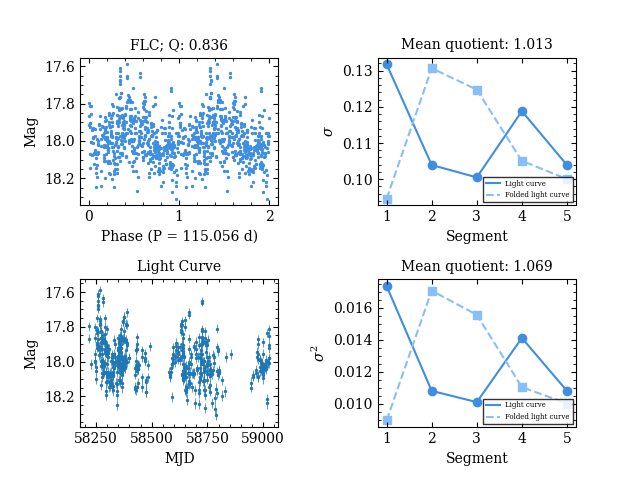 FLC; Q: 0.836
Mag
17.6
17.8
18.0
18.2
0
1
2
Phase (P = 115.056 d)
Mean quotient: 1.013
σ
0.13
0.12
0.11
0.10
1
2
3
4
5
Segment
Light curve
Folded light curve
Light Curve
Mag
17.6
17.8
18.0
18.2
58250
58500
58750
59000
MJD
Mean quotient: 1.069
σ²
0.016
0.014
0.012
0.010
1
2
3
4
5
Segment
Light curve
Folded light curve